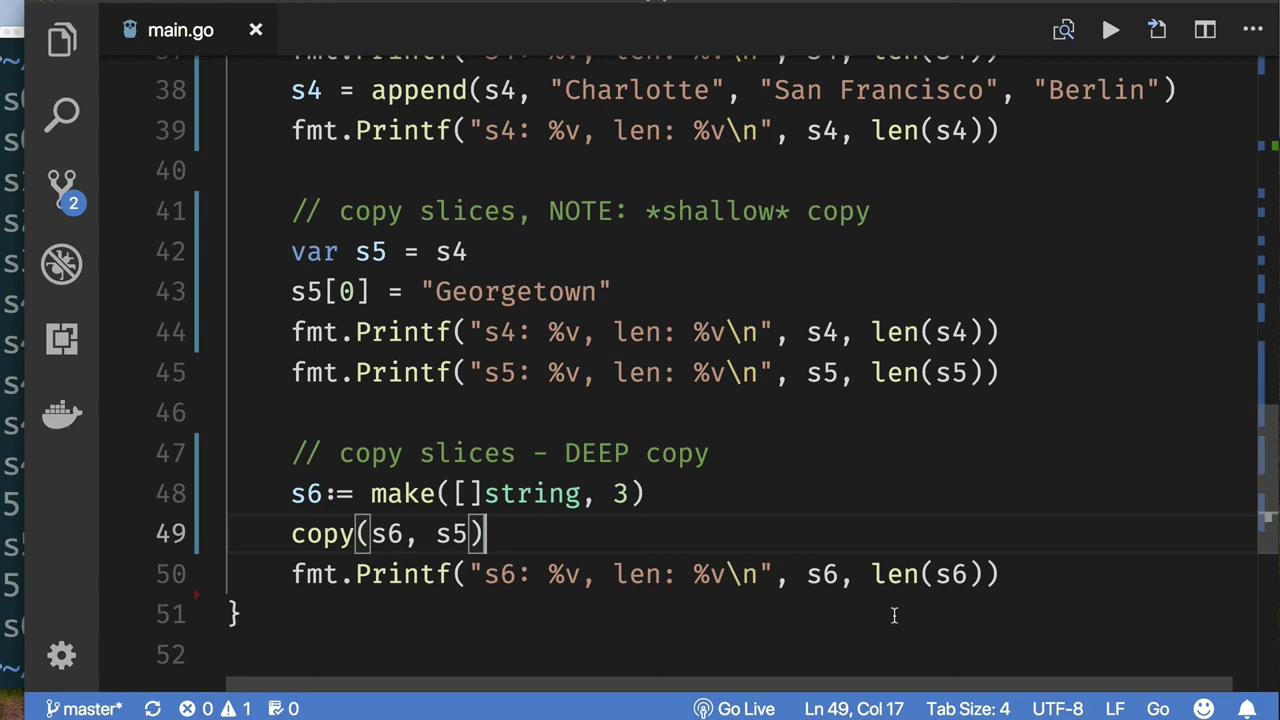 main.go
38 s4 = append(s4, "Charlotte", "San Francisco", "Berlin")
39 fmt.Printf("s4: %v, len: %v\n", s4, len(s4))
40
41 // copy slices, NOTE: *shallow* copy
42 var s5 = s4
43 s5[0] = "Georgetown"
44 fmt.Printf("s4: %v, len: %v\n", s4, len(s4))
45 fmt.Printf("s5: %v, len: %v\n", s5, len(s5))
46
47 // copy slices - DEEP copy
2
48 s6:= make([]string, 3)
49 copy(s6, s5)
50 fmt.Printf("s6: %v, len: %v\n", s6, len(s6))
51 }
52
master* 0 1 0 Go Live Ln 49, Col 17 Tab Size: 4 UTF-8 LF Go